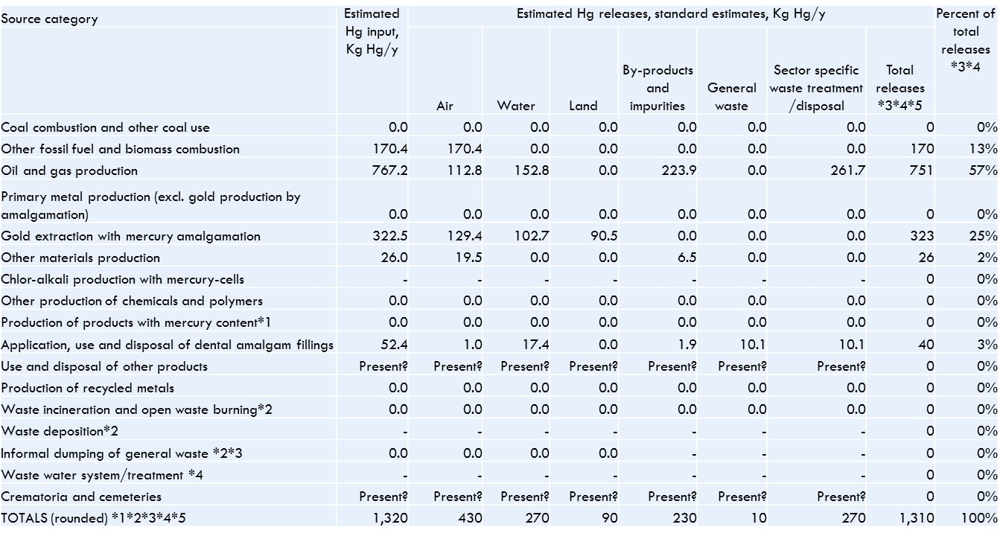 Source category Estimated Hg input, Kg Hg/y Estimated Hg releases, standard estimates, Kg Hg/y Percent of total releases *3*4
Air Water Land By-products and impurities General waste Sector specific waste treatment /disposal Total releases *3*4*5
Coal combustion and other coal use 0.0 0.0 0.0 0.0 0.0 0.0 0.0 0 0%
Other fossil fuel and biomass combustion 170.4 170.4 0.0 0.0 0.0 0.0 0.0 170 13%
Oil and gas production 767.2 112.8 152.8 0.0 223.9 0.0 261.7 751 57%
Primary metal production (excl. gold production by
amalgamation) 0.0 0.0 0.0 0.0 0.0 0.0 0.0 0 0%
Gold extraction with mercury amalgamation 322.5 129.4 102.7 90.5 0.0 0.0 0.0 323 25%
Other materials production 26.0 19.5 0.0 0.0 6.5 0.0 0.0 26 2%
Chlor-alkali production with mercury-cells - - - - - - - 0 0%
Other production of chemicals and polymers 0.0 0.0 0.0 0.0 0.0 0.0 0.0 0 0%
Production of products with mercury content*1 0.0 0.0 0.0 0.0 0.0 0.0 0.0 0 0%
Application, use and disposal of dental amalgam fillings 52.4 1.0 17.4 0.0 1.9 10.1 10.1 40 3%
Use and disposal of other products Present? Present? Present? Present? Present? Present? Present? 0 0%
Production of recycled metals 0.0 0.0 0.0 0.0 0.0 0.0 0.0 0 0%
Waste incineration and open waste burning*2 0.0 0.0 0.0 0.0 0.0 0.0 0.0 0 0%
Waste deposition*2 - - - - - - - 0 0%
Informal dumping of general waste *2*3 0.0 0.0 0.0 0.0 - - - 0 0%
Waste water system/treatment *4 - - - - - - - 0 0%
Crematoria and cemeteries Present? Present? Present? Present? Present? Present? Present? 0 0%
TOTALS (rounded) *1*2*3*4*5 1,320 430 270 90 230 10 270 1,310 100%